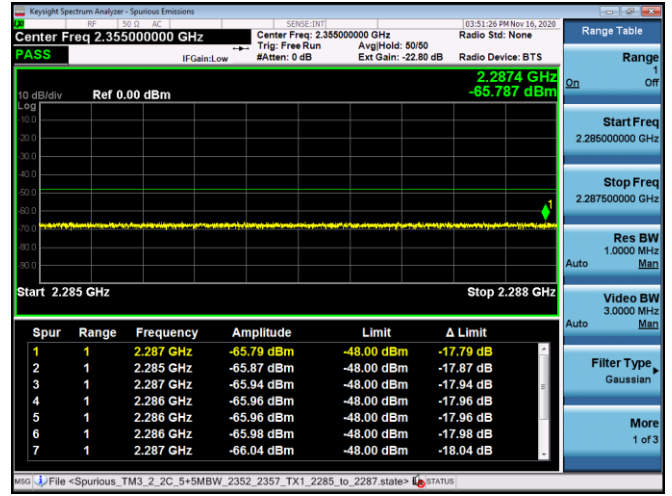 Keysight Spectrum Analyzer - Spurious Emissions
RF 50 Ω AC SENSE:INT 03:51:26 PM Nov 16, 2020
Center Freq 2.355000000 GHz
Center Freq: 2.355000000 GHz Radio Std: None
Trig: Free Run Avg|Hold: 50/50
PASS IFGain:Low #Atten: 0 dB Ext Gain: -22.80 dB Radio Device: BTS
2.2874 GHz
-65.787 dBm
10 dB/div Ref 0.00 dBm
Log
-10.0
-20.0
-30.0
-40.0
-50.0
-60.0
-70.0
-80.0
-90.0
1
Start 2.285 GHz Stop 2.288 GHz
Spur Range Frequency Amplitude Limit Δ Limit
1 1 2.287 GHz -65.79 dBm -48.00 dBm -17.79 dB
2 1 2.285 GHz -65.87 dBm -48.00 dBm -17.87 dB
3 1 2.287 GHz -65.94 dBm -48.00 dBm -17.94 dB
4 1 2.286 GHz -65.96 dBm -48.00 dBm -17.96 dB
5 1 2.286 GHz -65.96 dBm -48.00 dBm -17.96 dB
6 1 2.286 GHz -65.98 dBm -48.00 dBm -17.98 dB
7 1 2.287 GHz -66.04 dBm -48.00 dBm -18.04 dB
MSG File <Spurious_TM3_2_2C_5+5MBW_2352_2357_TX1_2285_to_2287.state> STATUS
Range Table
Range
1
On Off
Start Freq
2.285000000 GHz
Stop Freq
2.287500000 GHz
Res BW
1.0000 MHz
Auto Man
Video BW
3.0000 MHz
Auto Man
Filter Type
Gaussian
More
1 of 3